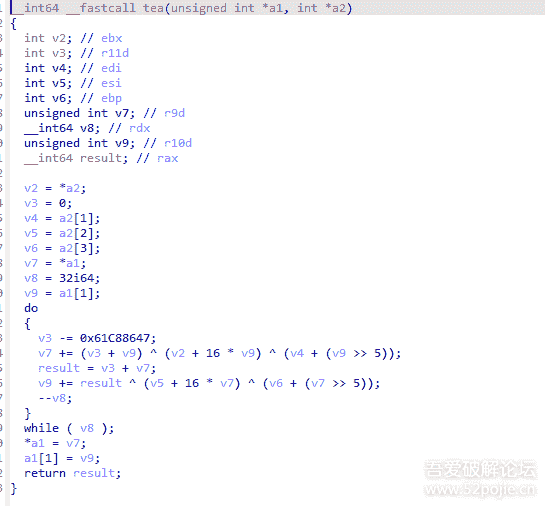 __int64 __fastcall tea(unsigned int *a1, int *a2)
{
  int v2; // ebx
  int v3; // r11d
  int v4; // edi
  int v5; // esi
  int v6; // ebp
  unsigned int v7; // r9d
  __int64 v8; // rdx
  unsigned int v9; // r10d
  __int64 result; // rax

  v2 = *a2;
  v3 = 0;
  v4 = a2[1];
  v5 = a2[2];
  v6 = a2[3];
  v7 = *a1;
  v8 = 32i64;
  v9 = a1[1];
  do
  {
    v3 -= 0x61C88647;
    v7 += (v3 + v9) ^ (v2 + 16 * v9) ^ (v4 + (v9 >> 5));
    result = v3 + v7;
    v9 += result ^ (v5 + 16 * v7) ^ (v6 + (v7 >> 5));
    --v8;
  }
  while ( v8 );
  *a1 = v7;
  a1[1] = v9;
  return result;
}
吾爱破解论坛
www.52pojie.cn